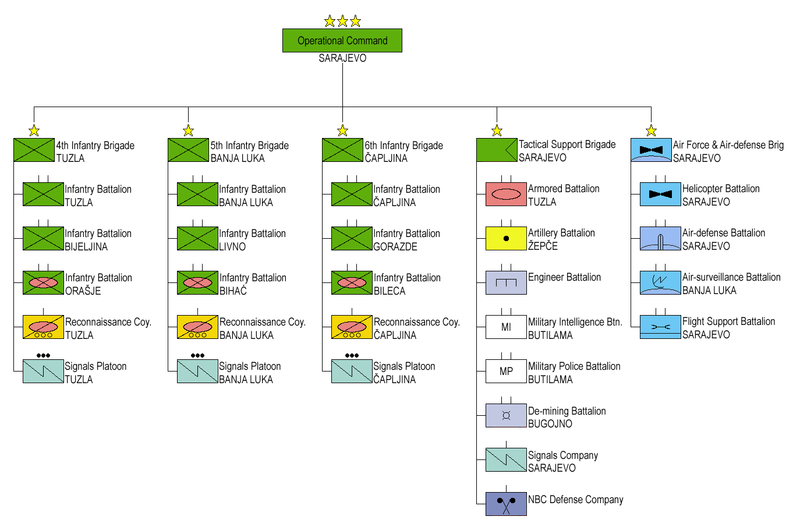 Operational Command
SARAJEVO
4th Infantry Brigade
TUZLA
Infantry Battalion
TUZLA
Infantry Battalion
BIJELJINA
Infantry Battalion
ORAŠJE
Reconnaissance Coy.
TUZLA
Signals Platoon
TUZLA
5th Infantry Brigade
BANJA LUKA
Infantry Battalion
BANJA LUKA
Infantry Battalion
LIVNO
Infantry Battalion
BIHAĆ
Reconnaissance Coy.
BANJA LUKA
Signals Platoon
BANJA LUKA
6th Infantry Brigade
ČAPLJINA
Infantry Battalion
ČAPLJINA
Infantry Battalion
GORAZDE
Infantry Battalion
BILECA
Reconnaissance Coy.
ČAPLJINA
Signals Platoon
ČAPLJINA
Tactical Support Brigade
SARAJEVO
Armored Battalion
TUZLA
Artillery Battalion
ŽEPČE
Engineer Battalion
MI
Military Intelligence Btn.
BUTILAMA
MP
Military Police Battalion
BUTILAMA
De-mining Battalion
BUGOJNO
Signals Company
SARAJEVO
NBC Defense Company
Air Force & Air-defense Brig
SARAJEVO
Helicopter Battalion
SARAJEVO
Air-defense Battalion
SARAJEVO
Air-surveillance Battalion
BANJA LUKA
Flight Support Battalion
SARAJEVO